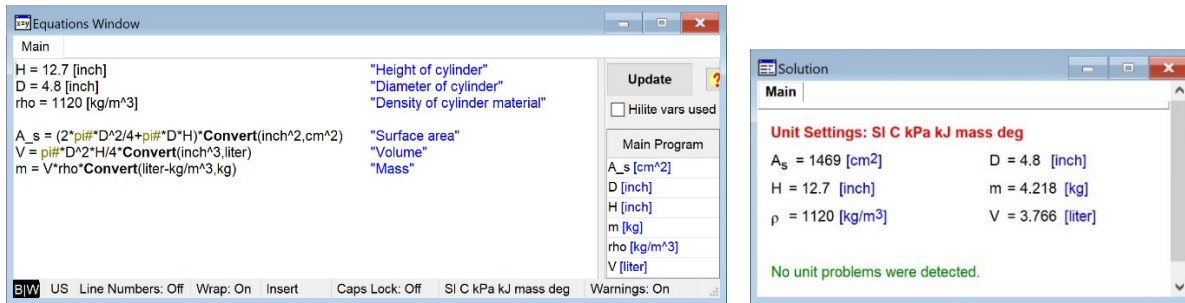 Equations Window
Main
H = 12.7 [inch] "Height of cylinder"
D = 4.8 [inch] "Diameter of cylinder"
rho = 1120 [kg/m^3] "Density of cylinder material"
A_s = (2*pi#*D^2/4+pi#*D*H)*Convert(inch^2,cm^2) "Surface area"
V = pi#*D^2*H/4*Convert(inch^3,liter) "Volume"
m = V*rho*Convert(liter-kg/m^3,kg) "Mass"
Update ?
Hilite vars used
Main Program
A_s [cm^2]
D [inch]
H [inch]
m [kg]
rho [kg/m^3]
V [liter]
B|W US Line Numbers: Off Wrap: On Insert Caps Lock: Off SI C kPa kJ mass deg Warnings: On
Solution
Main
Unit Settings: SI C kPa kJ mass deg
As = 1469 [cm2] D = 4.8 [inch]
H = 12.7 [inch] m = 4.218 [kg]
ρ = 1120 [kg/m3] V = 3.766 [liter]
No unit problems were detected.